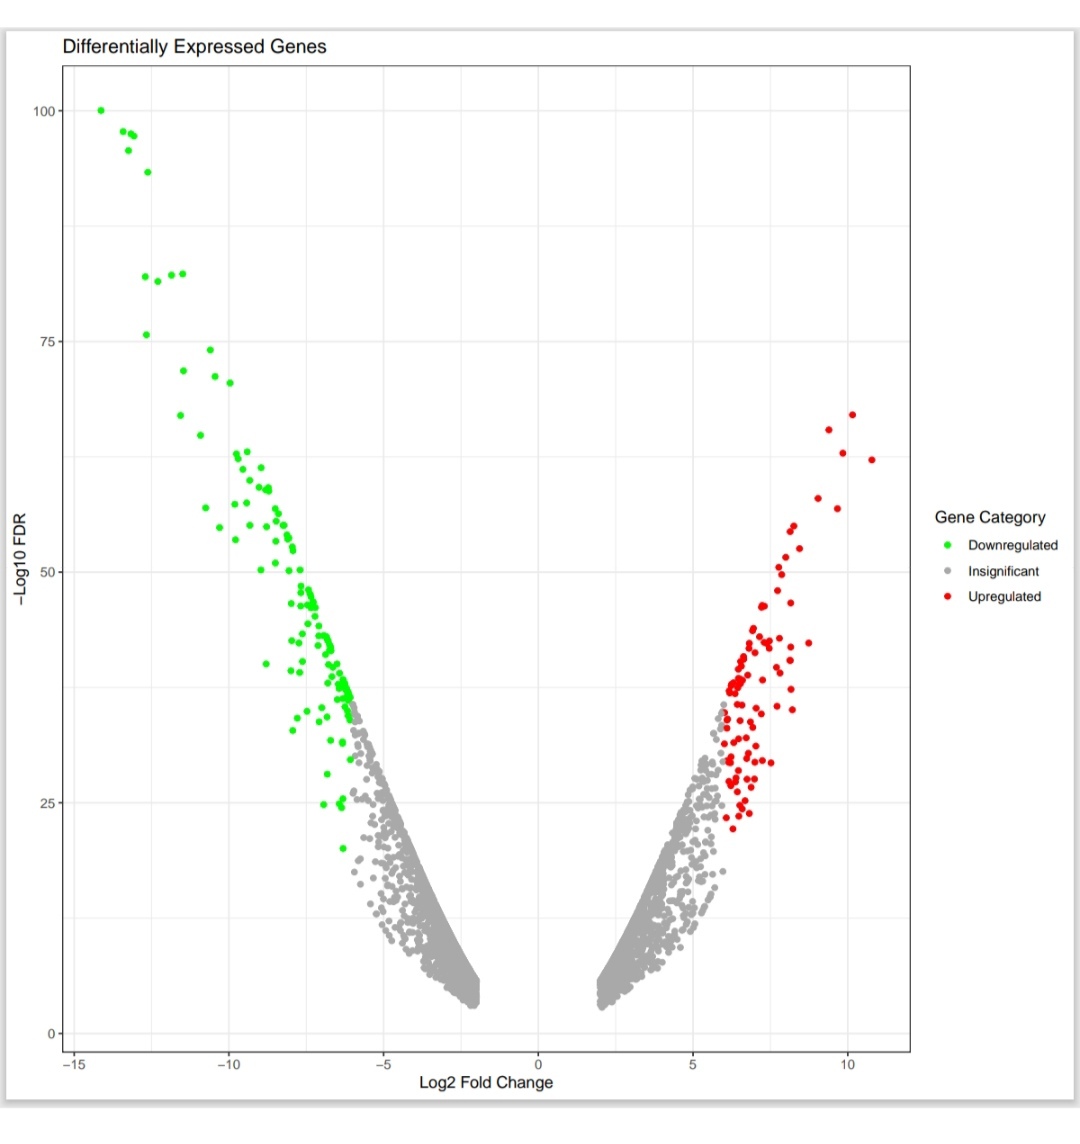 Differentially Expressed Genes
100
75
50
25
0
−Log10 FDR
−15
−10
−5
0
5
10
Log2 Fold Change
Gene Category
Downregulated
Insignificant
Upregulated